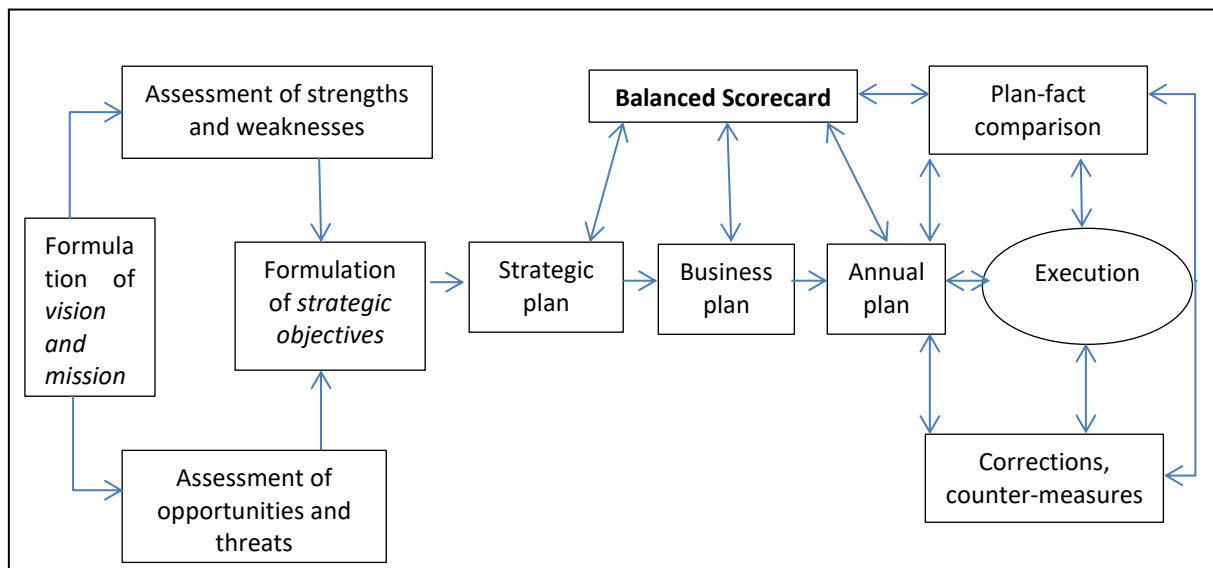 Assessment of strengths
and weaknesses
Balanced Scorecard
Plan-fact
comparison
Formula
tion of
vision and
mission
Formulation
of strategic
objectives
Strategic
plan
Business
plan
Annual
plan
Execution
Assessment of
opportunities and
threats
Corrections,
counter-measures